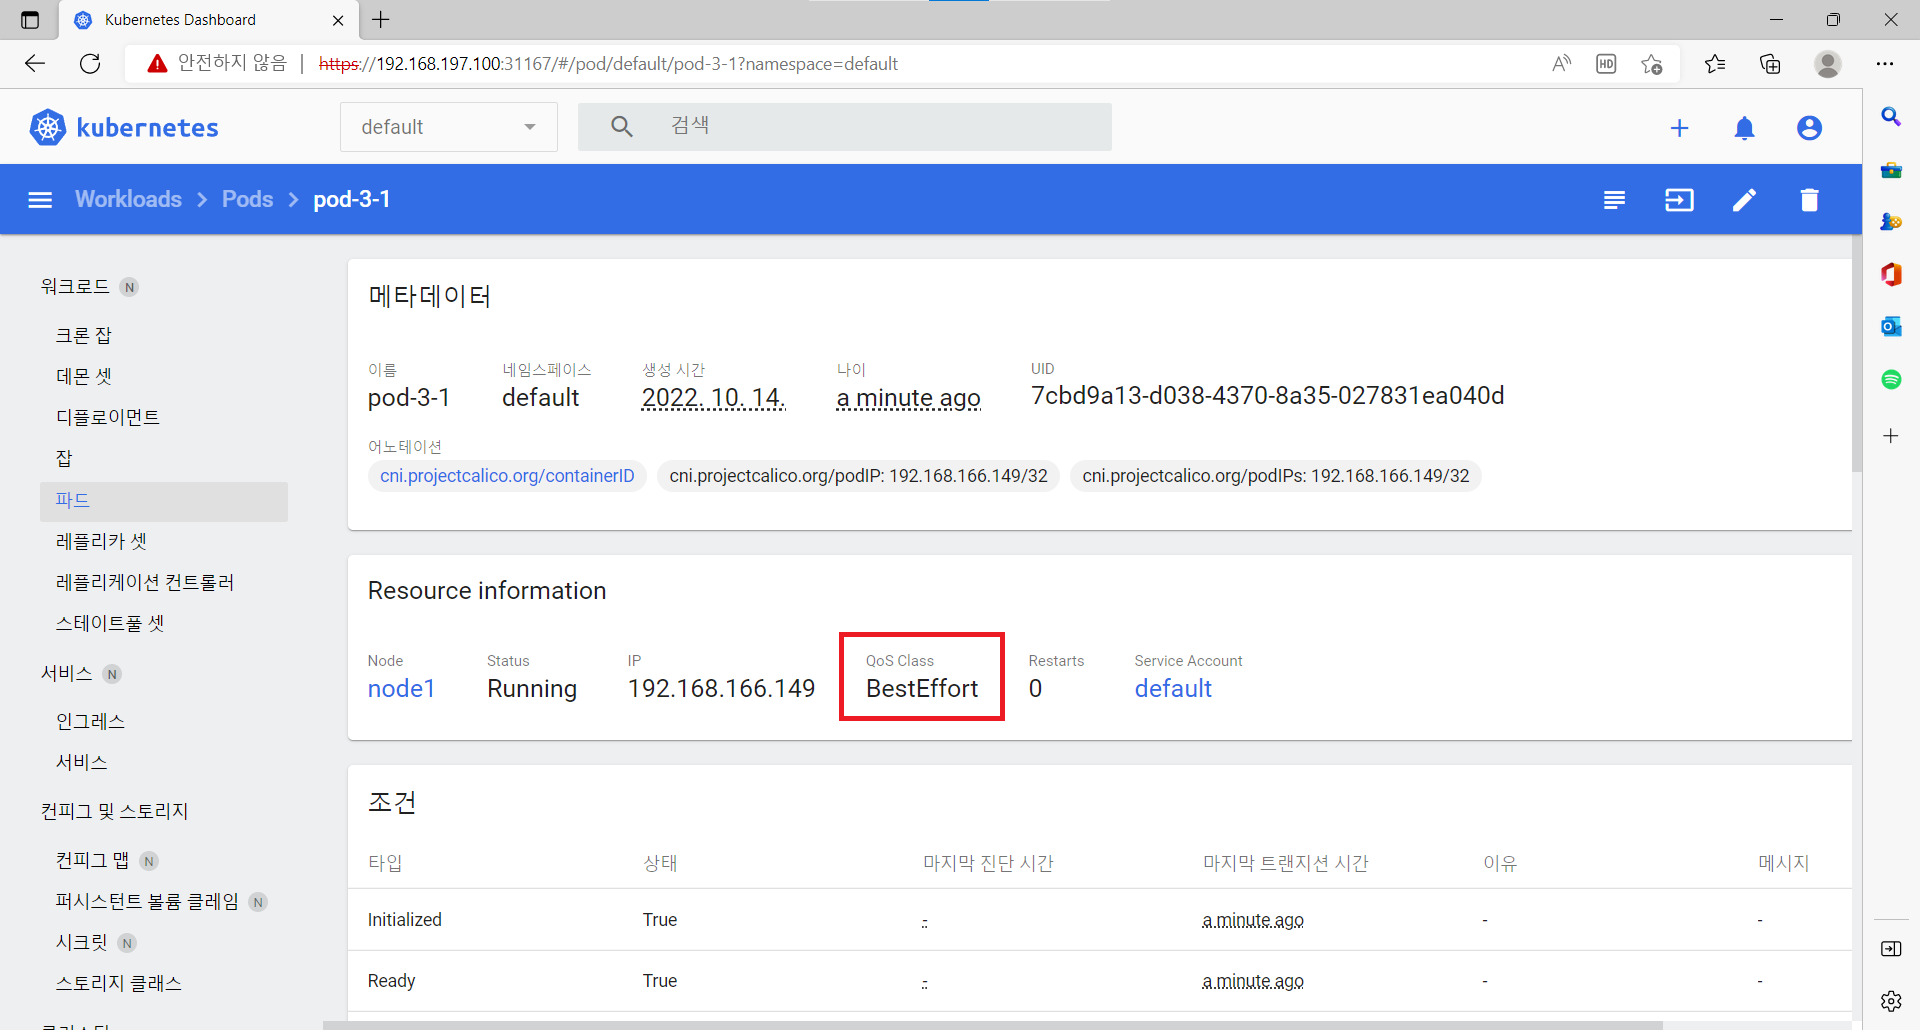 Kubernetes Dashboard
안전하지 않음 | https://192.168.197.100:31167/#/pod/default/pod-3-1?namespace=default
HD
kubernetes
default
검색
Workloads > Pods > pod-3-1
워크로드 N
크론 잡
데몬 셋
디플로이먼트
잡
파드
레플리카 셋
레플리케이션 컨트롤러
스테이트풀 셋
서비스 N
인그레스
서비스
컨피그 및 스토리지
컨피그 맵 N
퍼시스턴트 볼륨 클레임 N
시크릿 N
스토리지 클래스
메타데이터
이름 네임스페이스 생성 시간 나이 UID
pod-3-1 default 2022. 10. 14. a minute ago 7cbd9a13-d038-4370-8a35-027831ea040d
어노테이션
cni.projectcalico.org/containerID cni.projectcalico.org/podIP: 192.168.166.149/32 cni.projectcalico.org/podIPs: 192.168.166.149/32
Resource information
Node Status IP QoS Class Restarts Service Account
node1 Running 192.168.166.149 BestEffort 0 default
조건
타입 상태 마지막 진단 시간 마지막 트랜지션 시간 이유 메시지
Initialized True - a minute ago - -
Ready True - a minute ago - -